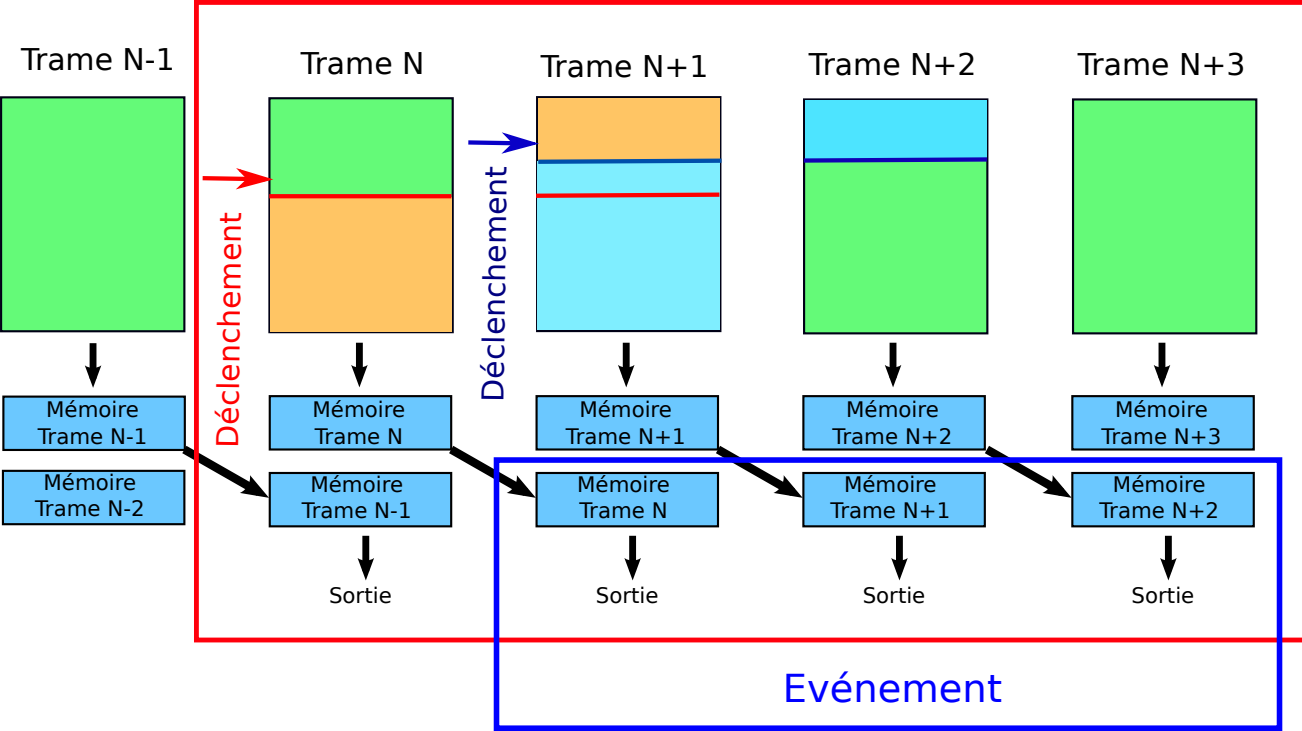 Trame N-1
Trame N
Trame N+1
Trame N+2
Trame N+3
Déclenchement
Déclenchement
Mémoire
Trame N-1
Mémoire
Trame N
Mémoire
Trame N+1
Mémoire
Trame N+2
Mémoire
Trame N+3
Mémoire
Trame N-2
Mémoire
Trame N-1
Mémoire
Trame N
Mémoire
Trame N+1
Mémoire
Trame N+2
Sortie
Sortie
Sortie
Sortie
Evénement